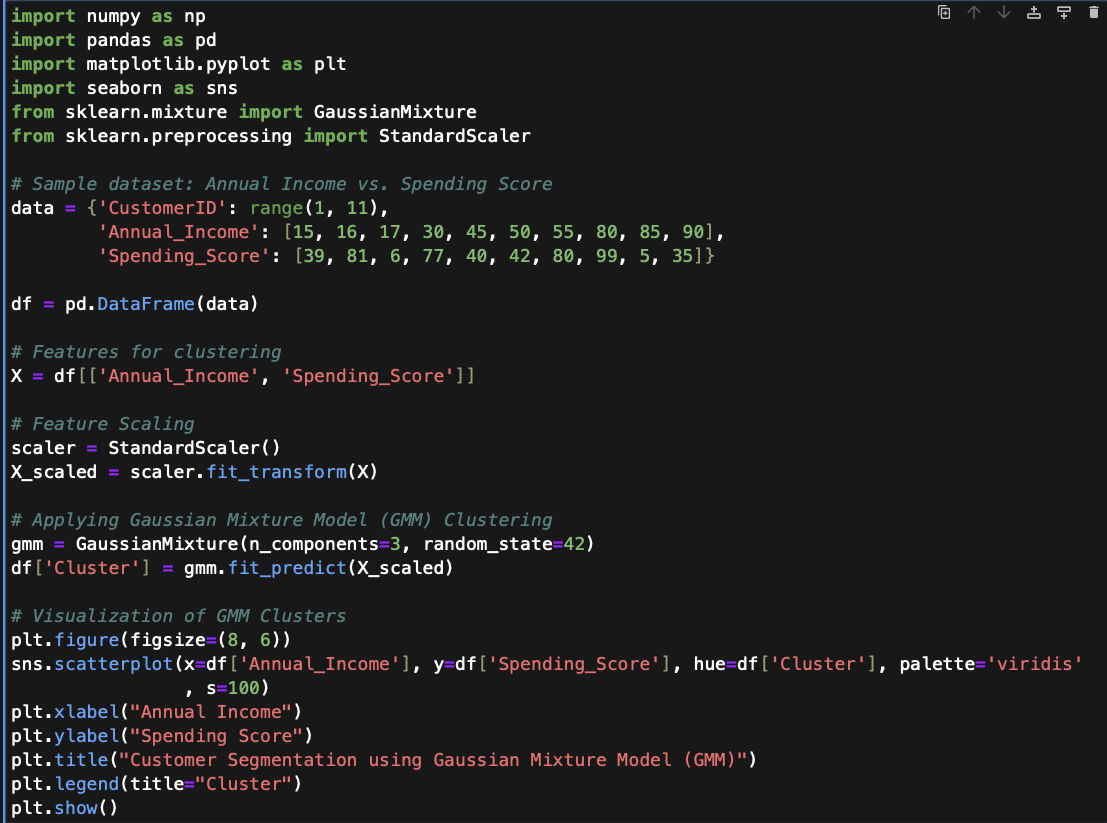 import numpy as np
import pandas as pd
import matplotlib.pyplot as plt
import seaborn as sns
from sklearn.mixture import GaussianMixture
from sklearn.preprocessing import StandardScaler

# Sample dataset: Annual Income vs. Spending Score
data = {'CustomerID': range(1, 11),
        'Annual_Income': [15, 16, 17, 30, 45, 50, 55, 80, 85, 90],
        'Spending_Score': [39, 81, 6, 77, 40, 42, 80, 99, 5, 35]}

df = pd.DataFrame(data)

# Features for clustering
X = df[['Annual_Income', 'Spending_Score']]

# Feature Scaling
scaler = StandardScaler()
X_scaled = scaler.fit_transform(X)

# Applying Gaussian Mixture Model (GMM) Clustering
gmm = GaussianMixture(n_components=3, random_state=42)
df['Cluster'] = gmm.fit_predict(X_scaled)

# Visualization of GMM Clusters
plt.figure(figsize=(8, 6))
sns.scatterplot(x=df['Annual_Income'], y=df['Spending_Score'], hue=df['Cluster'], palette='viridis'
                , s=100)
plt.xlabel("Annual Income")
plt.ylabel("Spending Score")
plt.title("Customer Segmentation using Gaussian Mixture Model (GMM)")
plt.legend(title="Cluster")
plt.show()